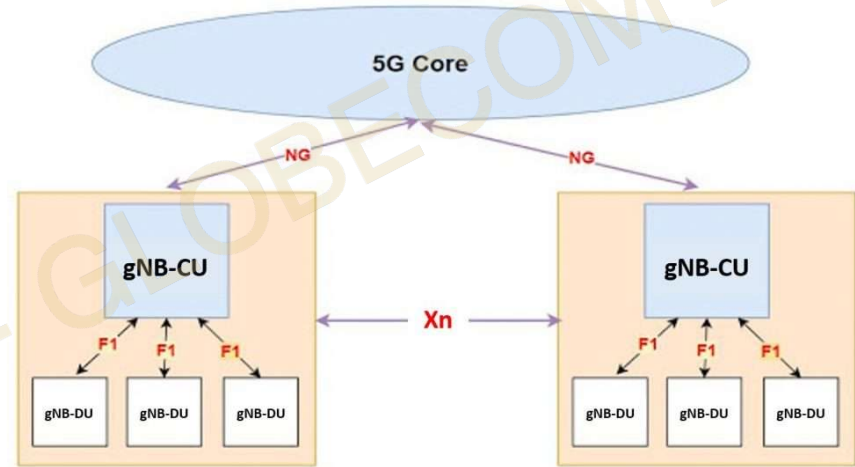 5G Core
NG NG
gNB-CU gNB-CU
Xn
F1 F1 F1 F1 F1 F1
gNB-DU gNB-DU gNB-DU gNB-DU gNB-DU gNB-DU
GLOBECOM